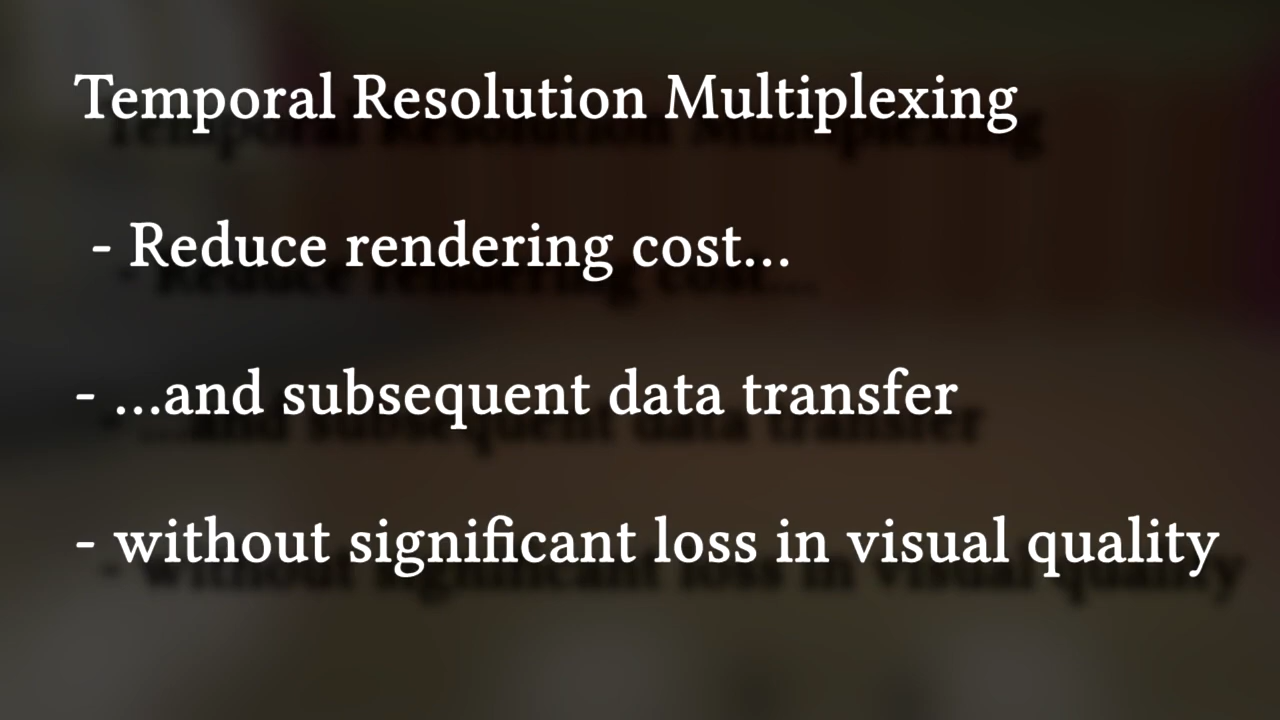 Temporal Resolution Multiplexing
- Reduce rendering cost...
- ...and subsequent data transfer
- without significant loss in visual quality